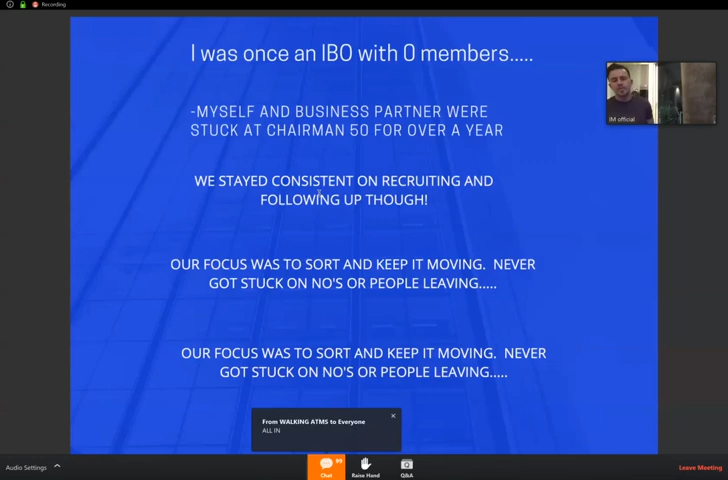 Recording
I was once an IBO with 0 members.....
-MYSELF AND BUSINESS PARTNER WERE
STUCK AT CHAIRMAN 50 FOR OVER A YEAR
WE STAYED CONSISTENT ON RECRUITING AND
FOLLOWING UP THOUGH!
OUR FOCUS WAS TO SORT AND KEEP IT MOVING. NEVER
GOT STUCK ON NO'S OR PEOPLE LEAVING.....
OUR FOCUS WAS TO SORT AND KEEP IT MOVING. NEVER
GOT STUCK ON NO'S OR PEOPLE LEAVING.....
IM official
From WALKING ATMS to Everyone
ALL IN
Audio Settings
Chat
99
Raise Hand
Q&A
Leave Meeting